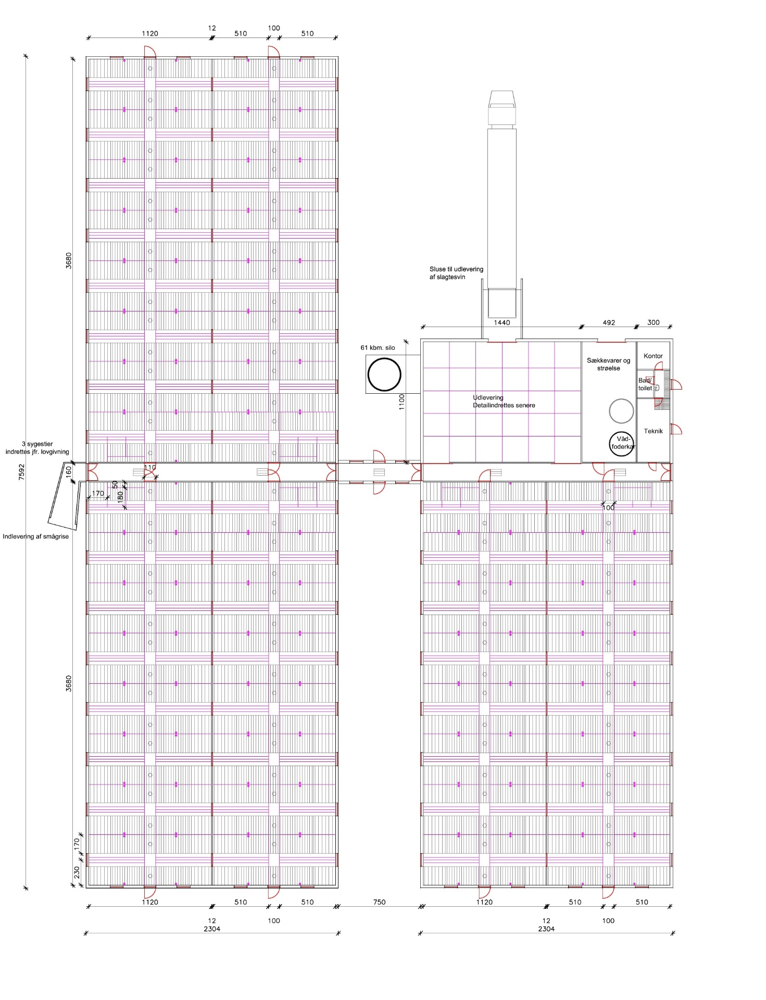 12
100
1120
510
510
3680
Sluse til udlevering
af slagtesvin
1440
492
300
61 kbm. silo
Kontor
Sækkevarer og
strøelse
Bad/
toilet
1100
Udlevering
Detailindrettes senere
Teknik
Våd-
foderkar
3 sygestier
indrettes jfr. lovgivning
7592
160
110
50
170
180
100
Indlevering af smågrise
3680
170
230
1120
510
510
750
1120
510
510
12
100
12
100
2304
2304